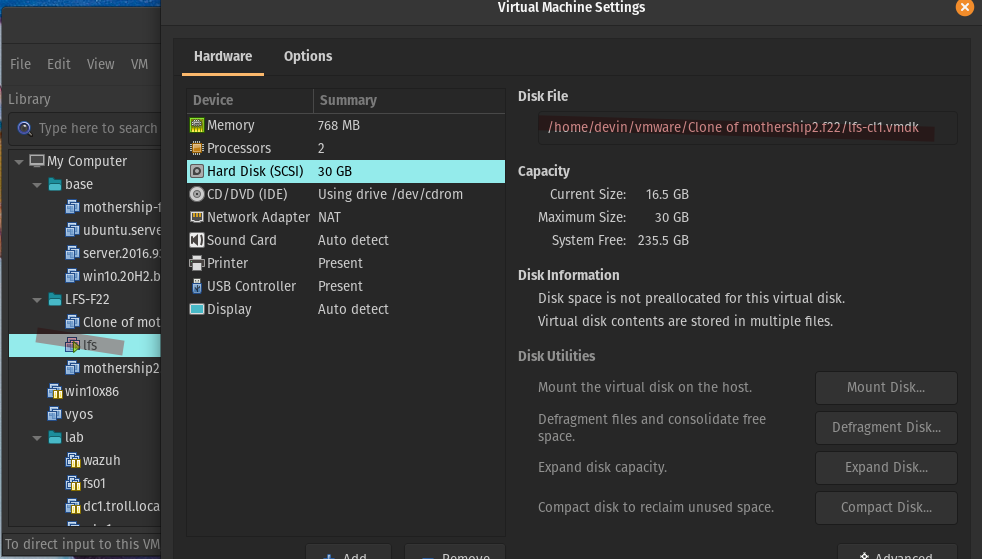 Virtual Machine Settings
File Edit View VM
Library
Type here to search
My Computer
base
mothership-f
ubuntu.serve
server.2016.9
win10.20H2.b
LFS-F22
Clone of mot
lfs
mothership2
win10x86
vyos
lab
wazuh
fs01
dc1.troll.loca
To direct input to this VM
Hardware Options
Device Summary
Memory 768 MB
Processors 2
Hard Disk (SCSI) 30 GB
CD/DVD (IDE) Using drive /dev/cdrom
Network Adapter NAT
Sound Card Auto detect
Printer Present
USB Controller Present
Display Auto detect
Add Remove
Disk File
/home/devin/vmware/Clone of mothership2.f22/lfs-cl1.vmdk
Capacity
Current Size: 16.5 GB
Maximum Size: 30 GB
System Free: 235.5 GB
Disk Information
Disk space is not preallocated for this virtual disk.
Virtual disk contents are stored in multiple files.
Disk Utilities
Mount the virtual disk on the host. Mount Disk...
Defragment files and consolidate free
space. Defragment Disk...
Expand disk capacity. Expand Disk...
Compact disk to reclaim unused space. Compact Disk...
Advanced